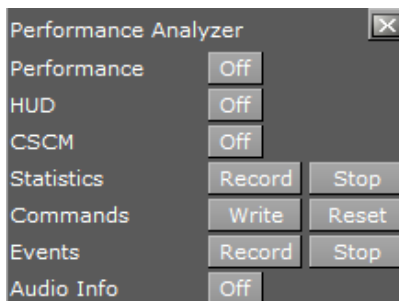 Performance Analyzer
Performance Off
HUD Off
CSCM Off
Statistics Record Stop
Commands Write Reset
Events Record Stop
Audio Info Off